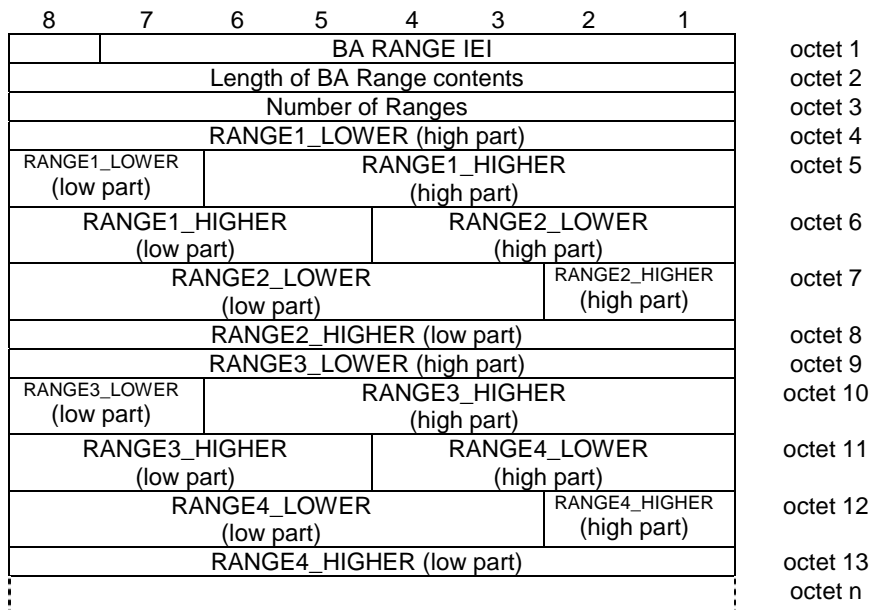 8 7 6 5 4 3 2 1
BA RANGE IEI octet 1
Length of BA Range contents octet 2
Number of Ranges octet 3
RANGE1_LOWER (high part) octet 4
RANGE1_LOWER RANGE1_HIGHER octet 5
(low part) (high part)
RANGE1_HIGHER RANGE2_LOWER octet 6
(low part) (high part)
RANGE2_LOWER RANGE2_HIGHER octet 7
(low part) (high part)
RANGE2_HIGHER (low part) octet 8
RANGE3_LOWER (high part) octet 9
RANGE3_LOWER RANGE3_HIGHER octet 10
(low part) (high part)
RANGE3_HIGHER RANGE4_LOWER octet 11
(low part) (high part)
RANGE4_LOWER RANGE4_HIGHER octet 12
(low part) (high part)
RANGE4_HIGHER (low part) octet 13
octet n